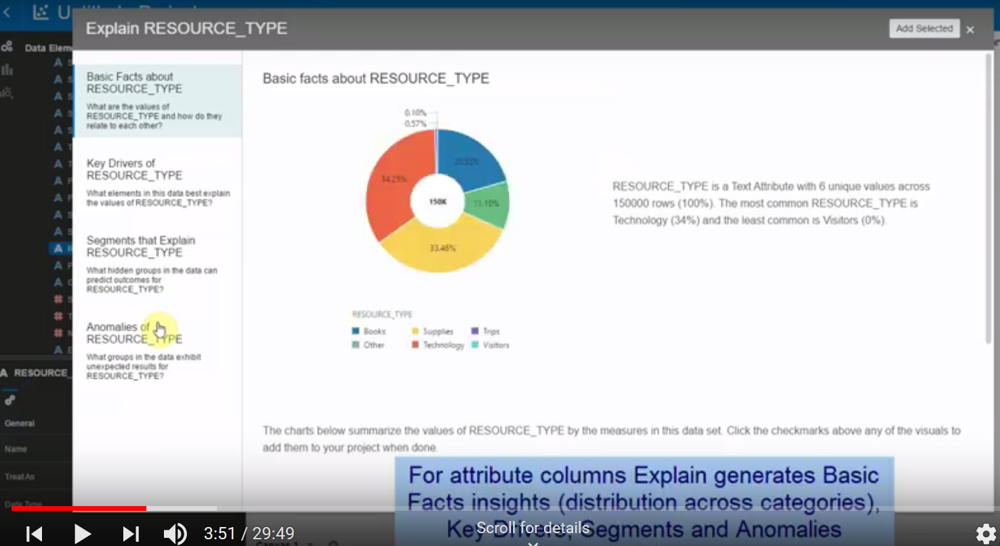 Explain RESOURCE_TYPE
Add Selected
Data Elem
Basic Facts about
RESOURCE_TYPE
What are the values of
RESOURCE_TYPE and how do they
relate to each other?
Key Drivers of
RESOURCE_TYPE
What elements in this data best explain
the values of RESOURCE_TYPE?
Segments that Explain
RESOURCE_TYPE
What hidden groups in the data can
predict outcomes for
RESOURCE_TYPE?
Anomalies of
RESOURCE_TYPE
What groups in the data exhibit
unexpected results for
RESOURCE_TYPE?
Basic facts about RESOURCE_TYPE
0.10%
0.57%
34.25%
150K
11.10%
33.46%
RESOURCE_TYPE is a Text Attribute with 6 unique values across
150000 rows (100%). The most common RESOURCE_TYPE is
Technology (34%) and the least common is Visitors (0%).
RESOURCE_TYPE
Books Supplies Trips
Other Technology Visitors
The charts below summarize the values of RESOURCE_TYPE by the measures in this data set. Click the checkmarks above any of the visuals to
add them to your project when done.
A RESOURCE_
General
Name
Treat As
Data Type
For attribute columns Explain generates Basic
Facts insights (distribution across categories),
Key Drivers, Segments and Anomalies
Scroll for details
3:51 / 29:49